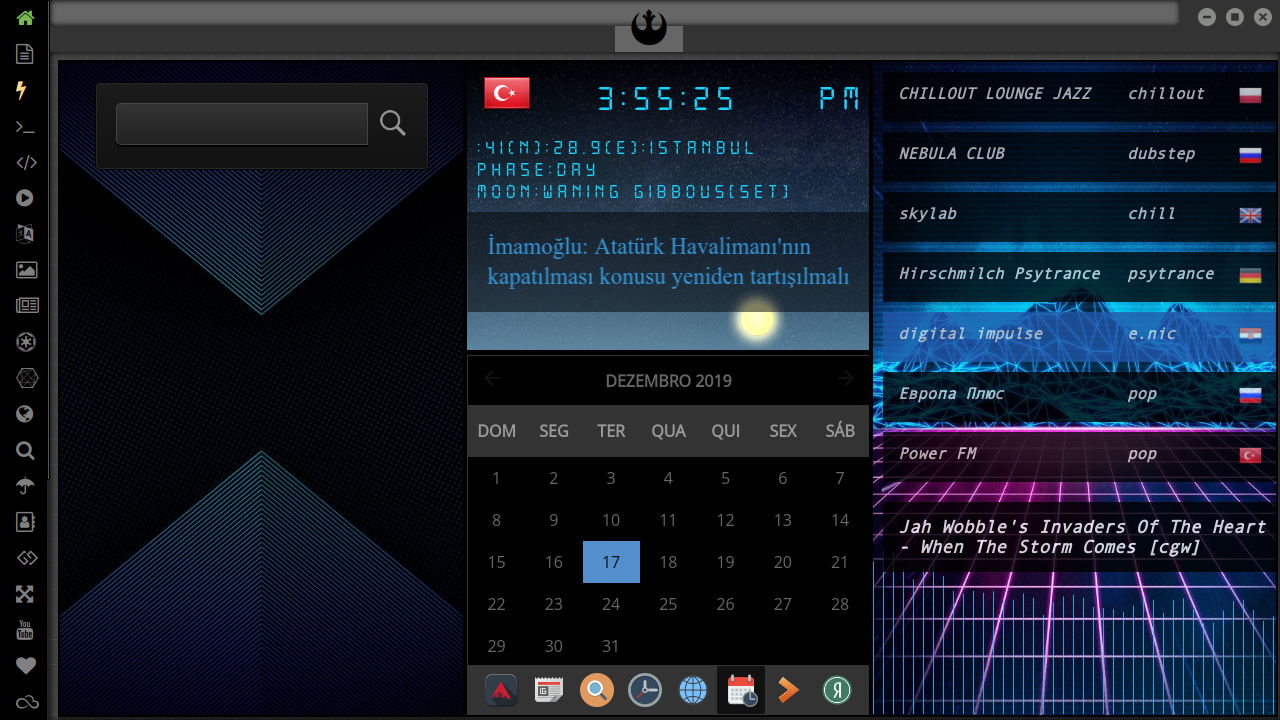 3:55:25 PM
:41(N):28.9(E):ISTANBUL
PHASE:DAY
MOON:WANING GIBBOUS[SET]
İmamoğlu: Atatürk Havalimanı'nın
kapatılması konusu yeniden tartışılmalı
DEZEMBRO 2019
DOM SEG TER QUA QUI SEX SÁB
1 2 3 4 5 6 7
8 9 10 11 12 13 14
15 16 17 18 19 20 21
22 23 24 25 26 27 28
29 30 31
CHILLOUT LOUNGE JAZZ chillout
NEBULA CLUB dubstep
skylab chill
Hirschmilch Psytrance psytrance
digital impulse e.nic
Европа Плюс pop
Power FM pop
Jah Wobble's Invaders Of The Heart
- When The Storm Comes [cgw]
You
Tube
Я